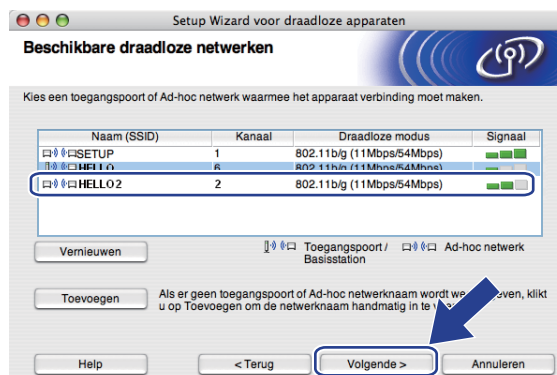 Setup Wizard voor draadloze apparaten
Beschikbare draadloze netwerken
Kies een toegangspoort of Ad-hoc netwerk waarmee het apparaat verbinding moet maken.
Naam (SSID) Kanaal Draadloze modus Signaal
SETUP 1 802.11b/g (11Mbps/54Mbps)
HELLO 6 802.11b/g (11Mbps/54Mbps)
HELLO2 2 802.11b/g (11Mbps/54Mbps)
Vernieuwen
Toegangspoort / Basisstation
Ad-hoc netwerk
Toevoegen
Als er geen toegangspoort of Ad-hoc netwerknaam wordt, klikt
u op Toevoegen om de netwerknaam handmatig in te
Help < Terug Volgende > Annuleren